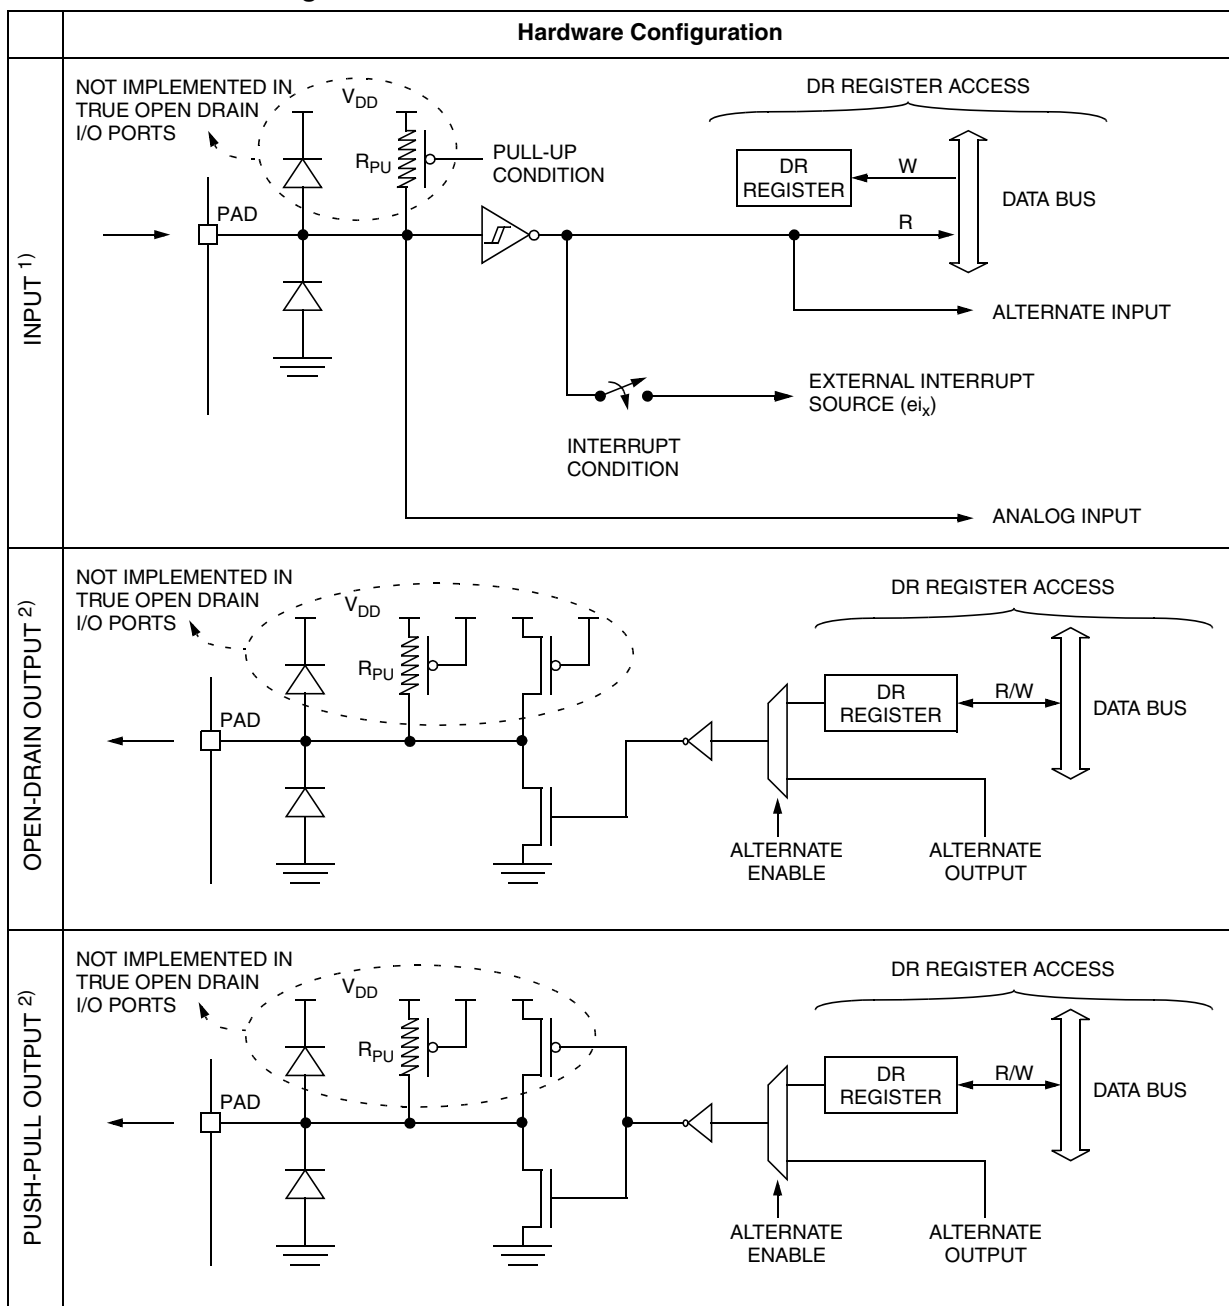 Hardware Configuration
INPUT 1)
NOT IMPLEMENTED IN
TRUE OPEN DRAIN
I/O PORTS
VDD
RPU
PULL-UP
CONDITION
PAD
DR REGISTER ACCESS
DR
REGISTER
W
R
DATA BUS
ALTERNATE INPUT
EXTERNAL INTERRUPT
SOURCE (eix)
INTERRUPT
CONDITION
ANALOG INPUT
OPEN-DRAIN OUTPUT 2)
NOT IMPLEMENTED IN
TRUE OPEN DRAIN
I/O PORTS
VDD
RPU
PAD
DR REGISTER ACCESS
DR
REGISTER
R/W
DATA BUS
ALTERNATE
ENABLE
ALTERNATE
OUTPUT
PUSH-PULL OUTPUT 2)
NOT IMPLEMENTED IN
TRUE OPEN DRAIN
I/O PORTS
VDD
RPU
PAD
DR REGISTER ACCESS
DR
REGISTER
R/W
DATA BUS
ALTERNATE
ENABLE
ALTERNATE
OUTPUT